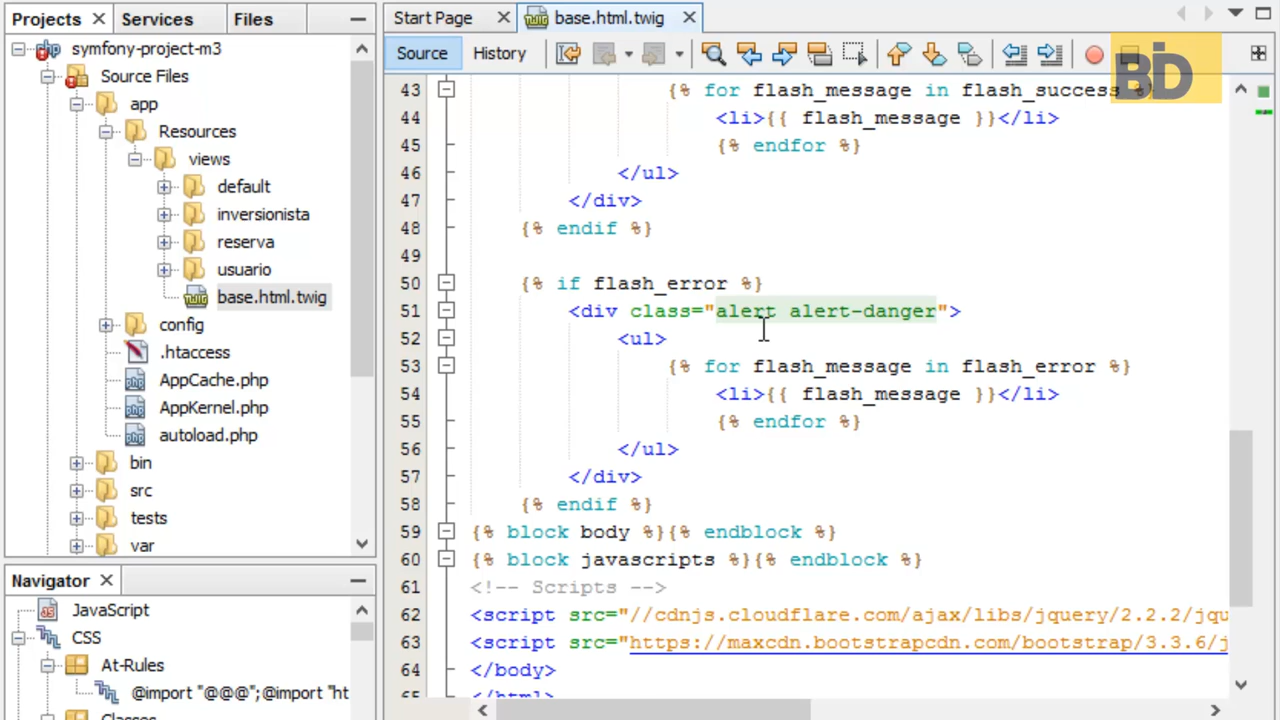 Projects
Services
Files
symfony-project-m3
Source Files
app
Resources
views
default
inversionista
reserva
usuario
base.html.twig
config
.htaccess
AppCache.php
AppKernel.php
autoload.php
bin
src
tests
var
Navigator
JavaScript
CSS
At-Rules
@import "@@@";@import "ht
Start Page
base.html.twig
Source
History
BD
43 {% for flash_message in flash_success
44 <li>{{ flash_message }}</li>
45 {% endfor %}
46 </ul>
47 </div>
48 {% endif %}
49
50 {% if flash_error %}
51 <div class="alert alert-danger">
52 <ul>
53 {% for flash_message in flash_error %}
54 <li>{{ flash_message }}</li>
55 {% endfor %}
56 </ul>
57 </div>
58 {% endif %}
59 {% block body %}{% endblock %}
60 {% block javascripts %}{% endblock %}
61 <!-- Scripts -->
62 <script src="//cdnjs.cloudflare.com/ajax/libs/jquery/2.2.2/jqu
63 <script src="https://maxcdn.bootstrapcdn.com/bootstrap/3.3.6/j
64 </body>
65 </html>